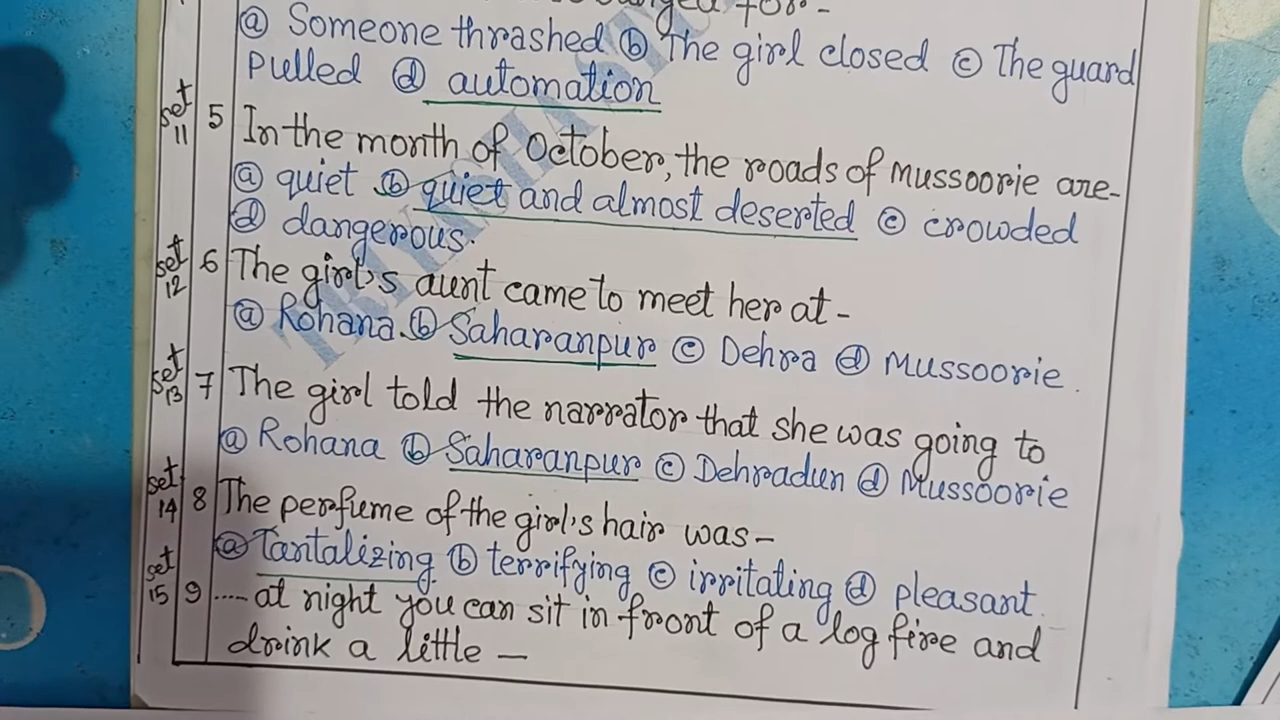 for-
ⓐ Someone thrashed ⓑ The girl closed ⓒ The guard
Pulled ⓓ automation
set 11 5 In the month of October, the roads of Mussoorie are-
ⓐ quiet ⓑ quiet and almost deserted ⓒ crowded
ⓓ dangerous.
set 12 6 The girl's aunt came to meet her at -
ⓐ Rohana ⓑ Saharanpur ⓒ Dehra ⓓ Mussoorie.
set 13 7 The girl told the narrator that she was going to
ⓐ Rohana ⓑ Saharanpur ⓒ Dehradun ⓓ Mussoorie
set 14 8 The perfume of the girl's hair was-
ⓐ Tantalizing ⓑ terrifying ⓒ irritating ⓓ pleasant.
set 15 9 ..... at night you can sit in front of a log fire and
drink a little -